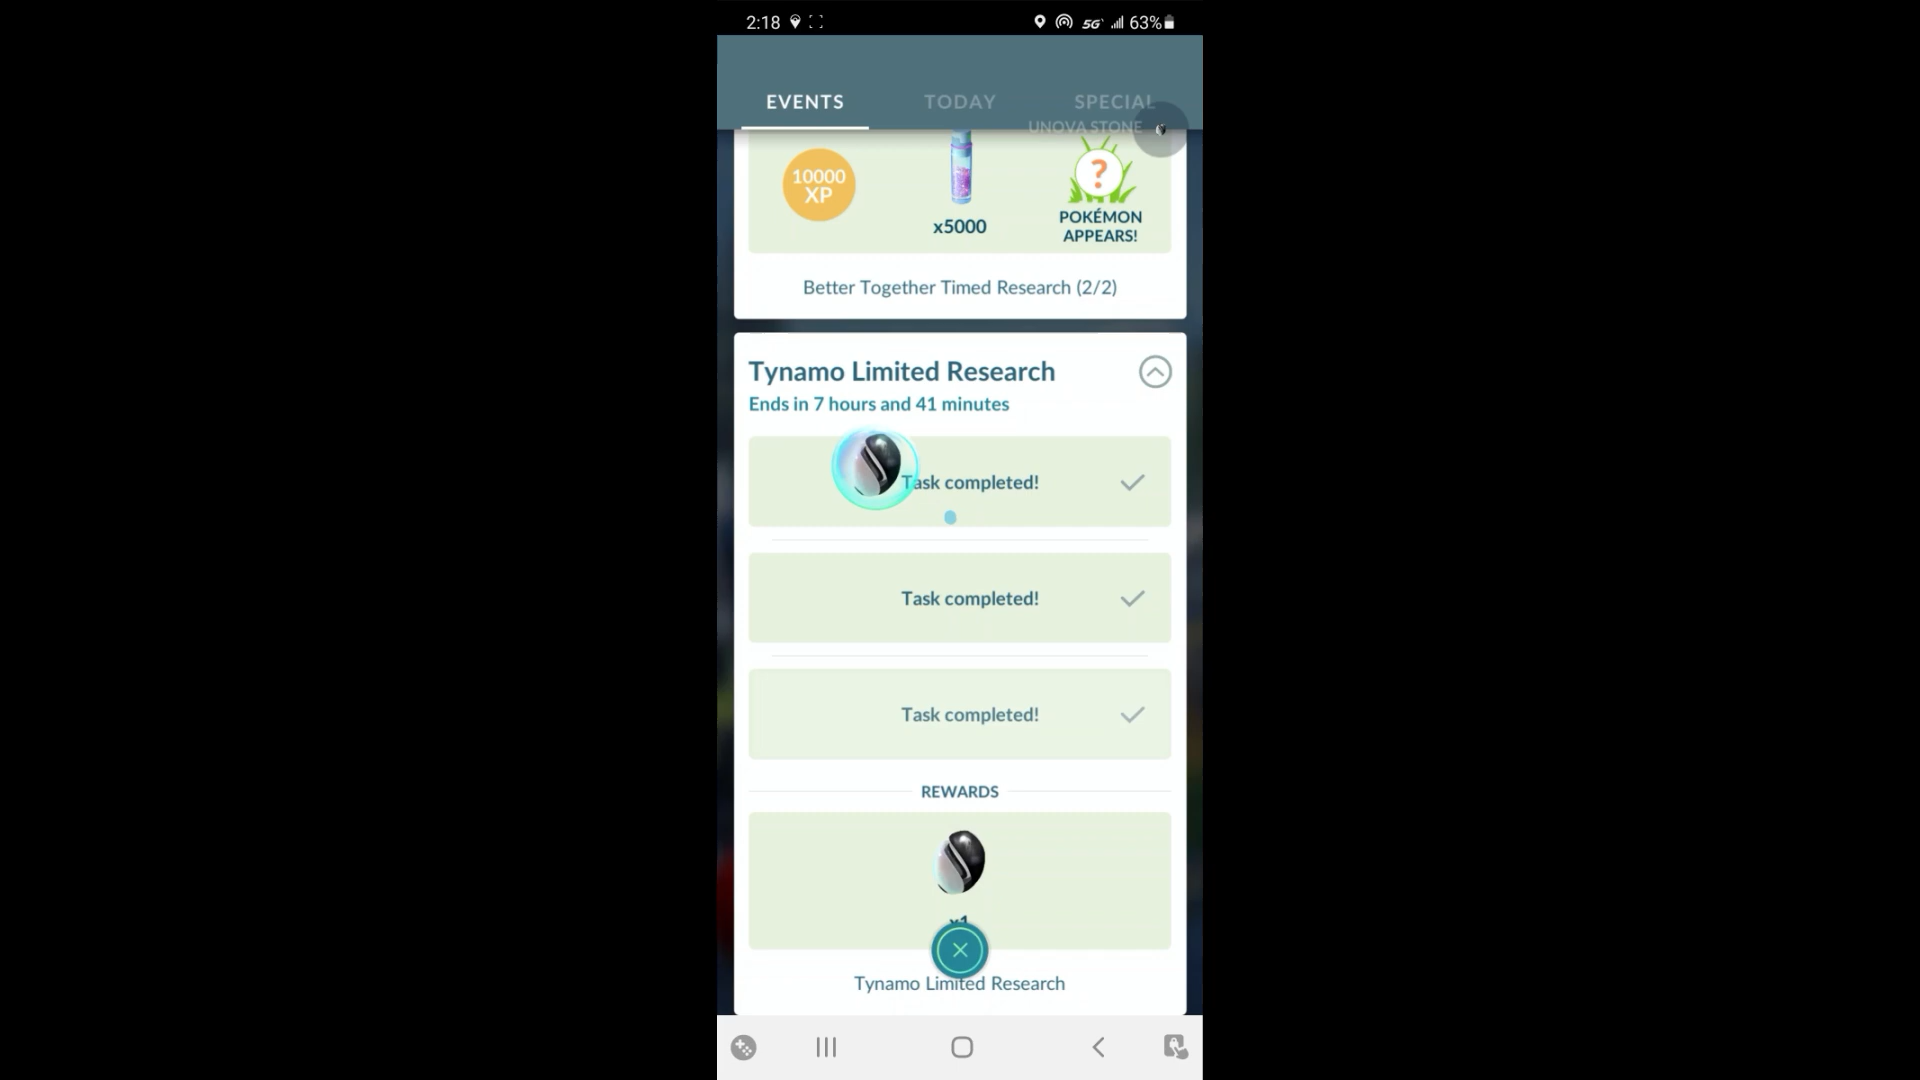 2:18
5G 63%
EVENTS TODAY SPECIAL
UNOVA STONE
10000
XP
x5000
?
POKÉMON
APPEARS!
Better Together Timed Research (2/2)
Tynamo Limited Research
Ends in 7 hours and 41 minutes
Task completed!
Task completed!
Task completed!
REWARDS
x1
Tynamo Limited Research